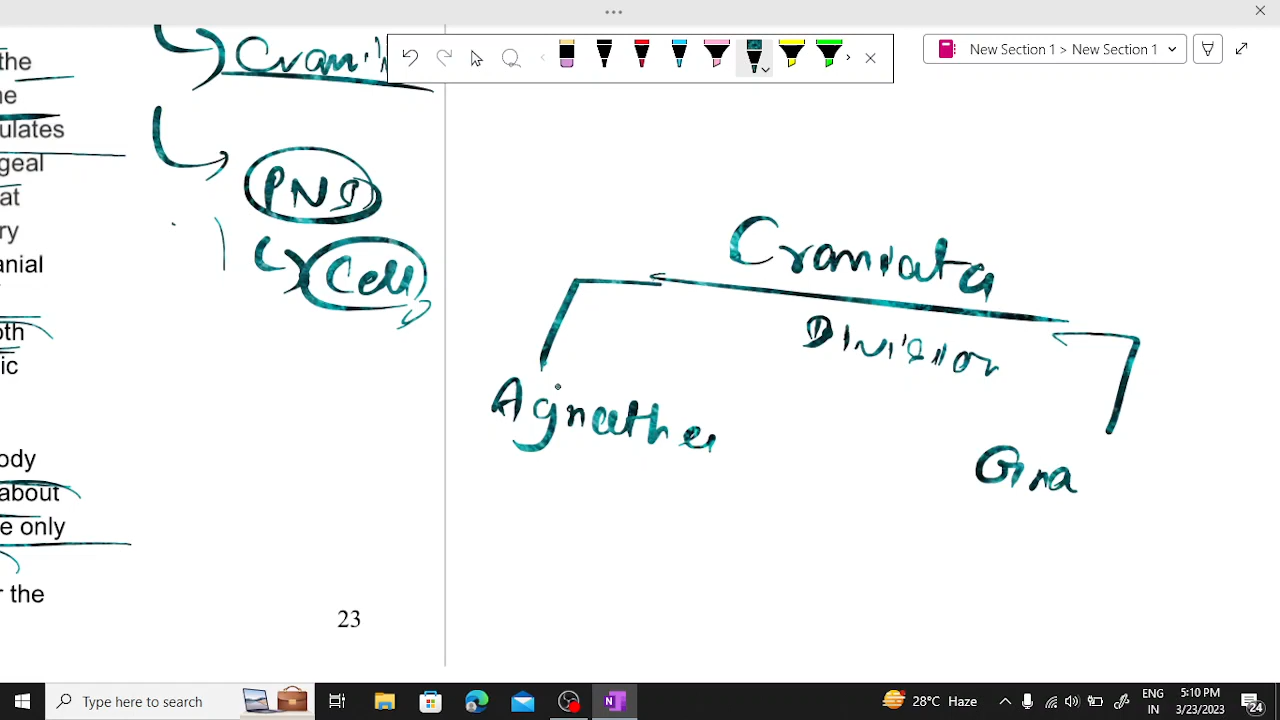 New Section 1 > New Section 1
the
ne
ulates
geal
at
ry
anial
oth
ic
ody
about
e only
r the
23
Crani
PNS
Cell
Craniata
Division
Agnatha
Gna
Type here to search
28°C Haze
ENG
IN
5:10 PM
3/23/2023
24